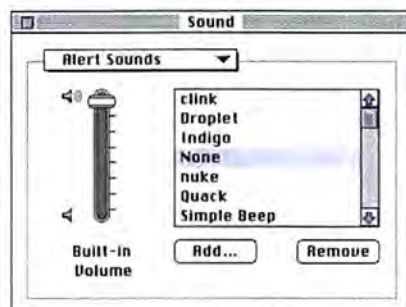 Sound
Alert Sounds
clink
Droplet
Indigo
None
nuke
Quack
Simple Beep
Built-in
Volume
Add...
Remove